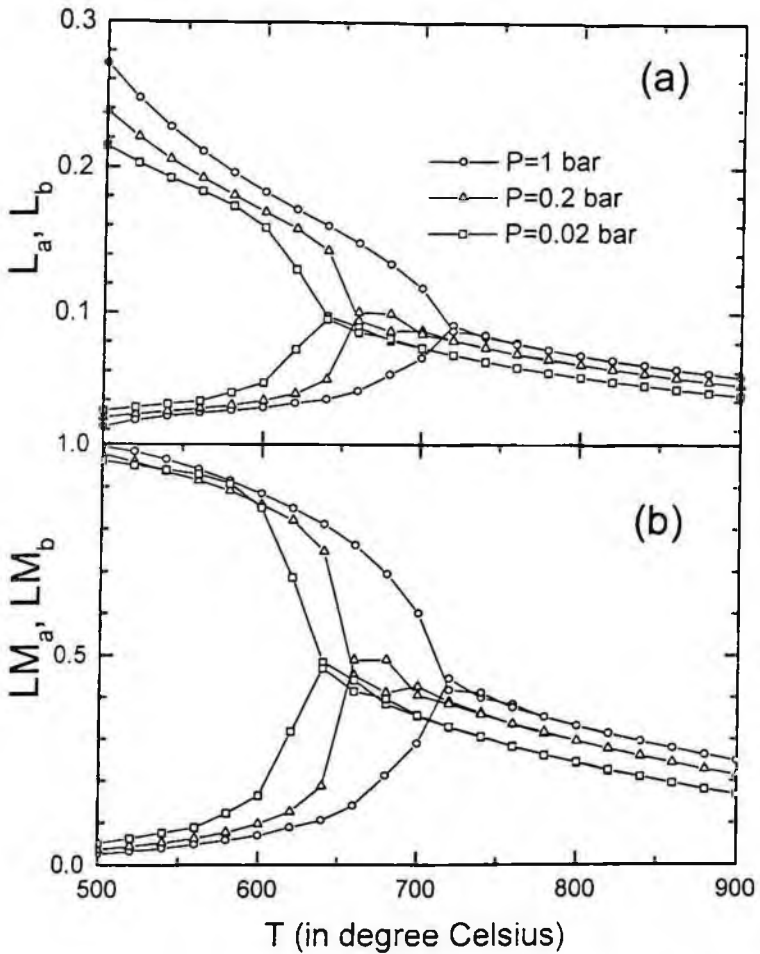 0.3
(a)
P=1 bar
P=0.2 bar
P=0.02 bar
0.2
L_a, L_b
0.1
1.0
(b)
LM_a, LM_b
0.5
0.0
500 600 700 800 900
T (in degree Celsius)